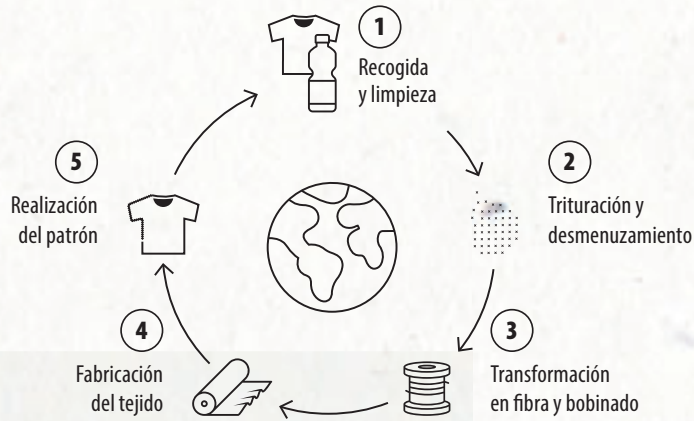 1
Recogida
y limpieza
2
Trituración y
desmenuzamiento
3
Transformación
en fibra y bobinado
4
Fabricación
del tejido
5
Realización
del patrón